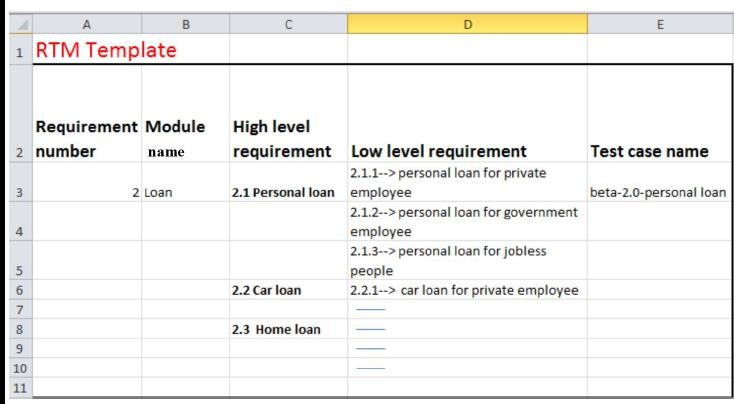 A B C D E
1 RTM Template
Requirement Module High level
2 number name requirement Low level requirement Test case name
2.1.1--> personal loan for private
3 2 Loan 2.1 Personal loan employee beta-2.0-personal loan
2.1.2--> personal loan for government
4 employee
2.1.3--> personal loan for jobless
5 people
6 2.2 Car loan 2.2.1--> car loan for private employee
7
8 2.3 Home loan
9
10
11